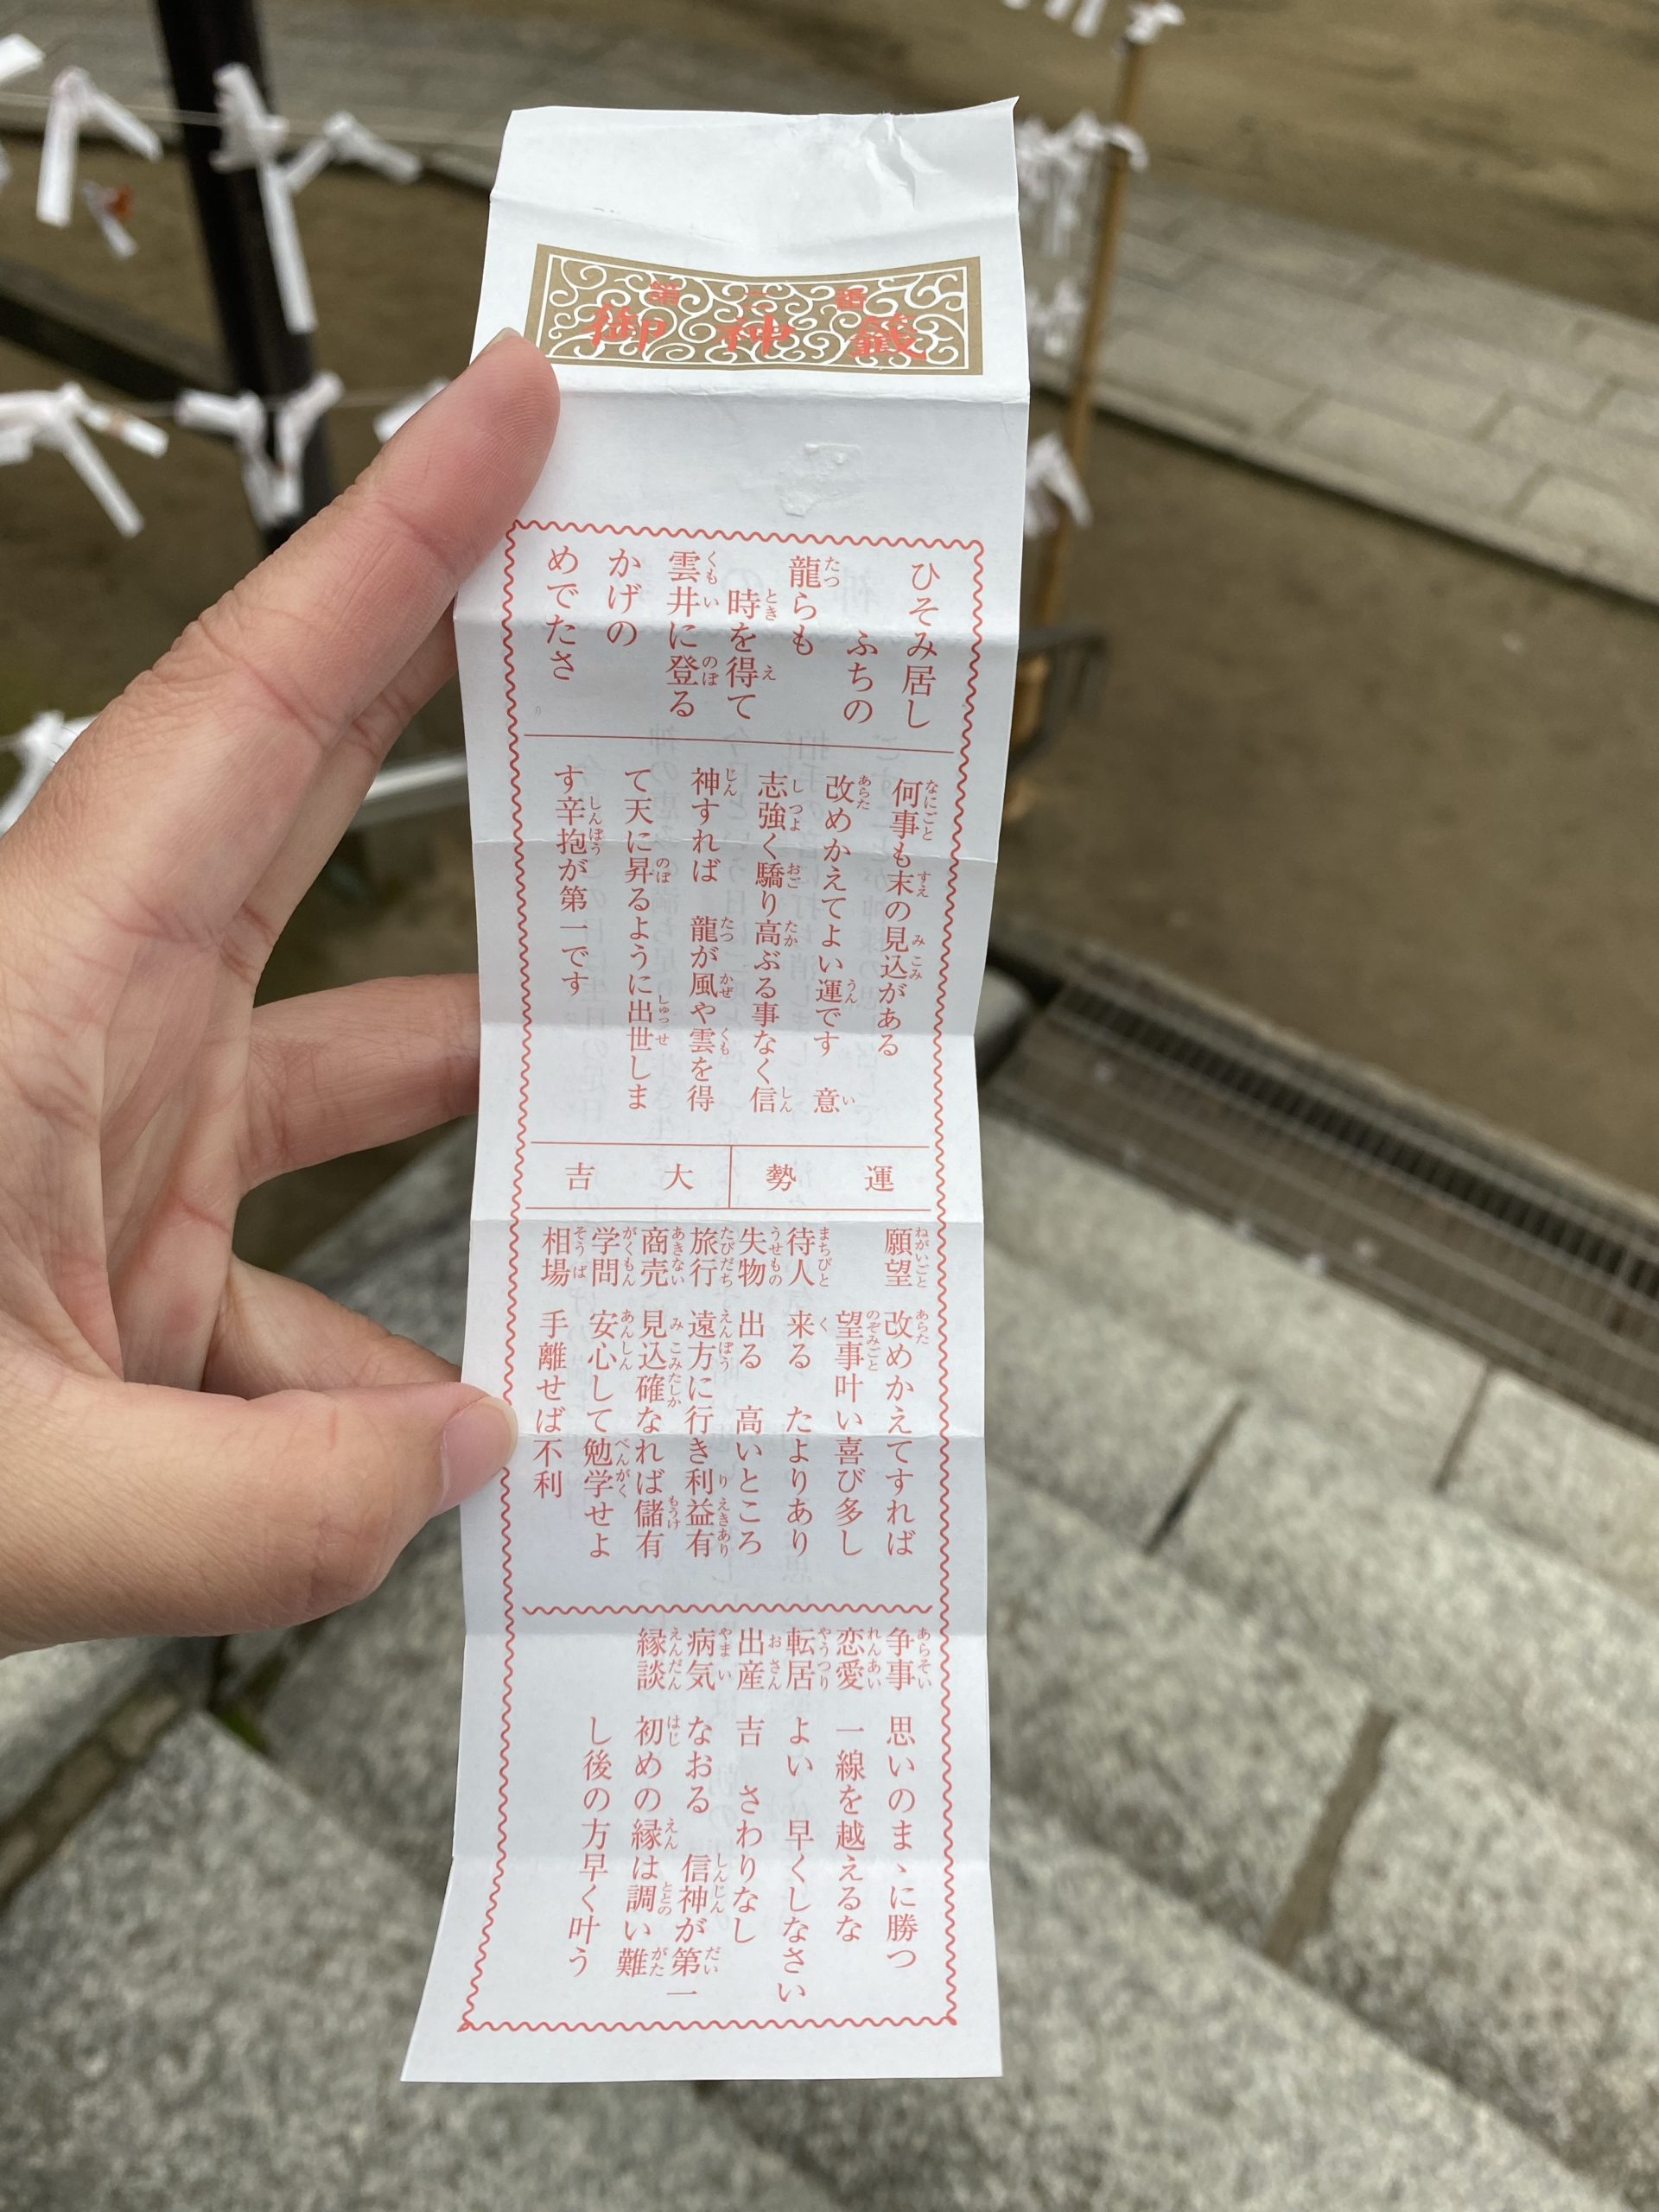 御神籤
ひそみ居し
ふちの
龍らも
時を得て
雲井に登る
かげの
めでたさ
何事も末の見込がある
改めかえてよい運です 意
志強く驕り高ぶる事なく信
神すれば 龍が風や雲を得
て天に昇るように出世しま
す辛抱が第一です
運勢
大吉
願望 改めかえてすれば
望事叶い喜び多し
待人 来る たよりあり
失物 出る 高いところ
旅行 遠方に行き利益有
商売 見込確なれば儲有
学問 安心して勉学せよ
相場 手離せば不利
争事 思いのまゝに勝つ
恋愛 一線を越えるな
転居 よい 早くしなさい
出産 吉 さわりなし
病気 なおる 信神が第一
縁談 初めの縁は調い難
し後の方早く叶う